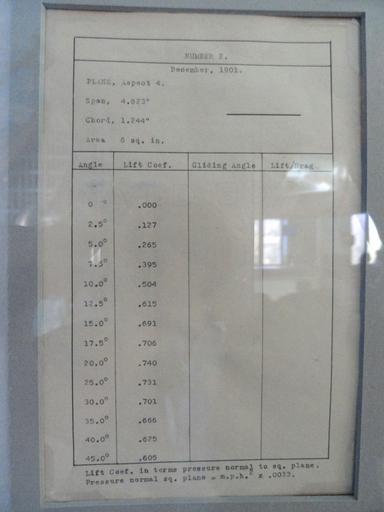 NUMBER 2.
December, 1901.
PLANE, Aspect 4.
Span, 4.823"
Chord, 1.244"
Area 6 sq. in.
Angle Lift Coef. Gliding Angle Lift/Drag
0 ° .000
2.5° .127
5.0° .265
7.5° .395
10.0° .504
12.5° .615
15.0° .691
17.5° .706
20.0° .740
25.0° .731
30.0° .701
35.0° .666
40.0° .625
45.0° .605
Lift Coef. in terms pressure normal to sq. plane.
Pressure normal sq. plane = m.p.h.² x .0033.